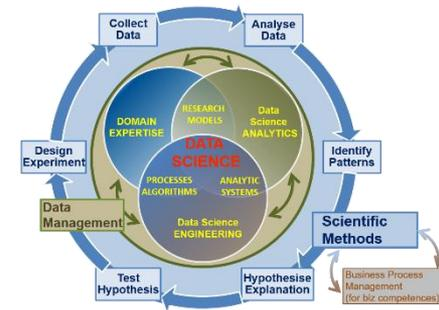 Collect
Data
Analyse
Data
DOMAIN
EXPERTISE
RESEARCH
MODELS
Data
Science
ANALYTICS
DATA
SCIENCE
Design
Experiment
Identify
Patterns
PROCESSES
ALGORITHMS
ANALYTIC
SYSTEMS
Data
Management
Data Science
ENGINEERING
Scientific
Methods
Test
Hypothesis
Hypothesise
Explanation
Business Process
Management
(for biz competences)